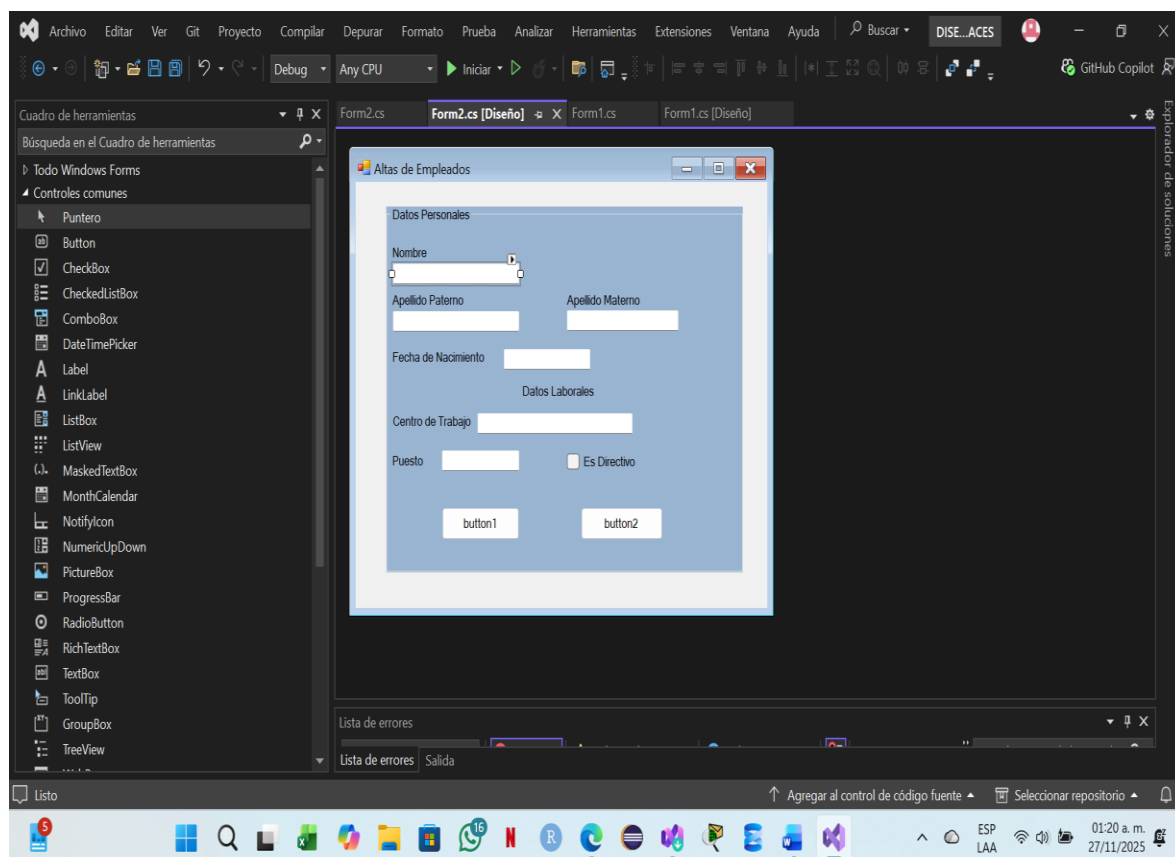 Archivo Editar Ver Git Proyecto Compilar Depurar Formato Prueba Analizar Herramientas Extensiones Ventana Ayuda Buscar DISE...ACES
Debug Any CPU Iniciar GitHub Copilot
Cuadro de herramientas
Form2.cs Form2.cs [Diseño] Form1.cs Form1.cs [Diseño]
Explorador de soluciones
Búsqueda en el Cuadro de herramientas
Todo Windows Forms
Controles comunes
Puntero
Button
CheckBox
CheckedListBox
ComboBox
DateTimePicker
Label
LinkLabel
ListBox
ListView
MaskedTextBox
MonthCalendar
NotifyIcon
NumericUpDown
PictureBox
ProgressBar
RadioButton
RichTextBox
TextBox
ToolTip
GroupBox
TreeView
Altas de Empleados
Datos Personales
Nombre
Apellido Paterno Apellido Materno
Fecha de Nacimiento
Datos Laborales
Centro de Trabajo
Puesto Es Directivo
button1 button2
Lista de errores
Lista de errores Salida
Listo Agregar al control de código fuente Seleccionar repositorio
5 16 N R ESP
LAA
01:20 a. m.
27/11/2025